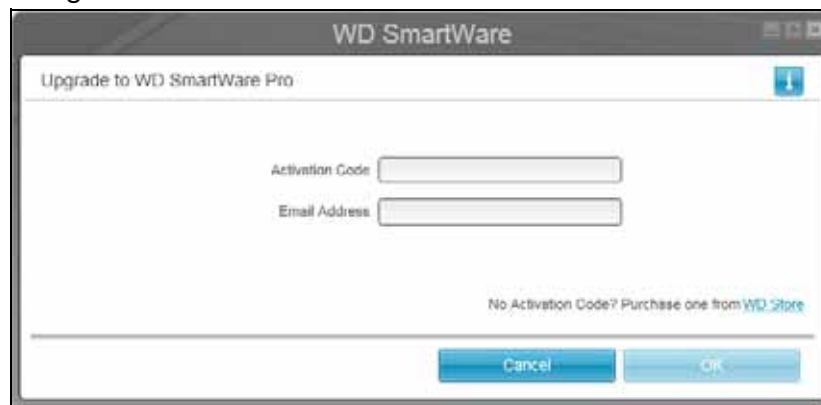 WD SmartWare
Upgrade to WD SmartWare Pro
Activation Code
Email Address
No Activation Code? Purchase one from WD Store
Cancel
OK